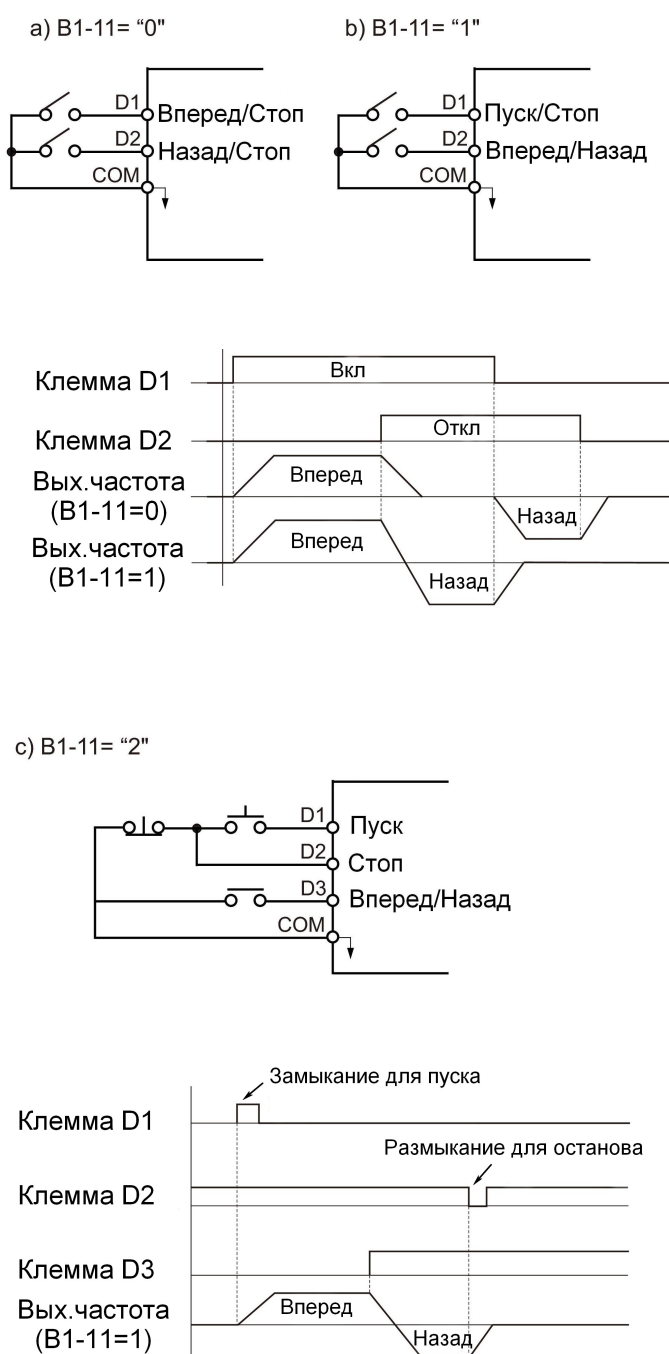 a) B1-11= “0"
b) B1-11= “1"
D1 Вперед/Стоп
D2 Назад/Стоп
COM
D1 Пуск/Стоп
D2 Вперед/Назад
COM
Клемма D1
Вкл
Клемма D2
Откл
Вых.частота
(B1-11=0)
Вперед
Назад
Вых.частота
(B1-11=1)
Вперед
Назад
c) B1-11= “2"
D1 Пуск
D2 Стоп
D3 Вперед/Назад
COM
Замыкание для пуска
Клемма D1
Размыкание для останова
Клемма D2
Клемма D3
Вых.частота
(B1-11=1)
Вперед
Назад